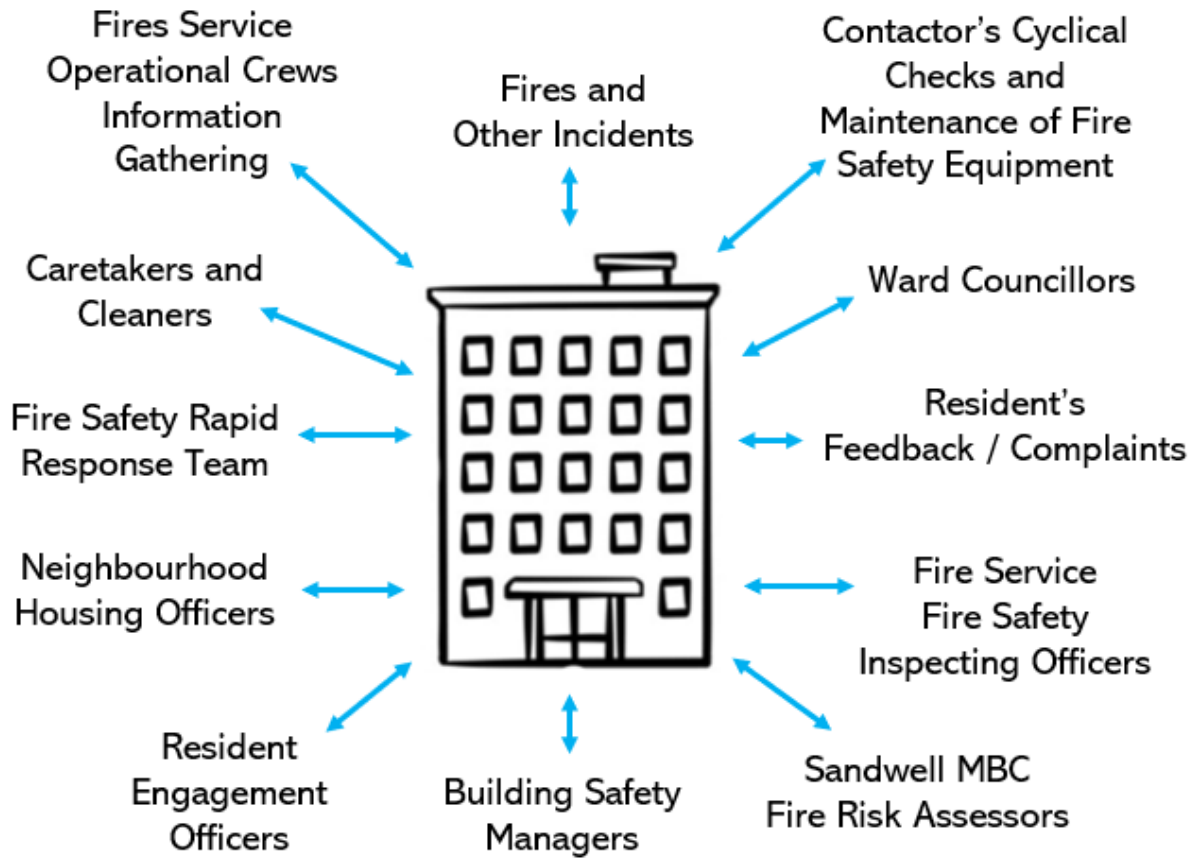 Fires Service
Operational Crews
Information
Gathering
Fires and
Other Incidents
Contactor's Cyclical
Checks and
Maintenance of Fire
Safety Equipment
Caretakers and
Cleaners
Ward Councillors
Fire Safety Rapid
Response Team
Resident's
Feedback / Complaints
Neighbourhood
Housing Officers
Fire Service
Fire Safety
Inspecting Officers
Resident
Engagement
Officers
Building Safety
Managers
Sandwell MBC
Fire Risk Assessors